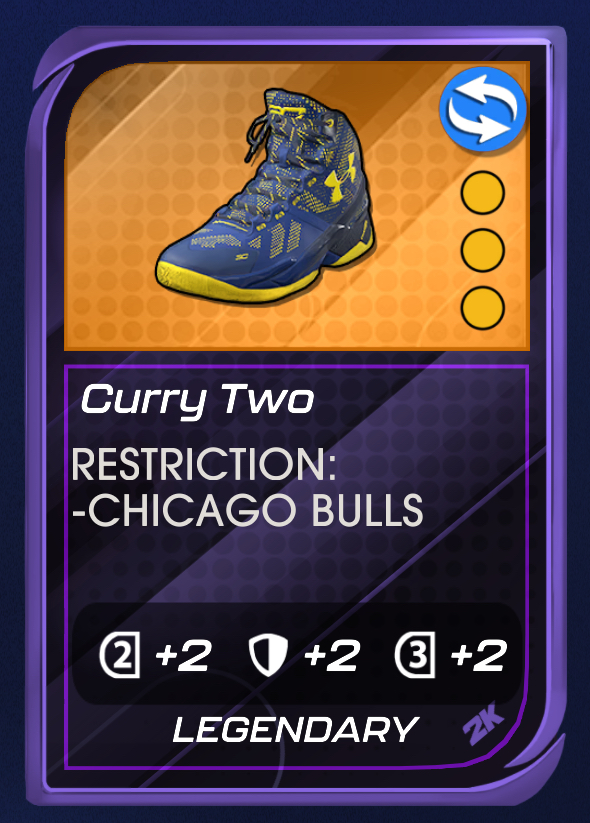 Curry Two
RESTRICTION:
-CHICAGO BULLS
2 +2 +2 3 +2
LEGENDARY
2K